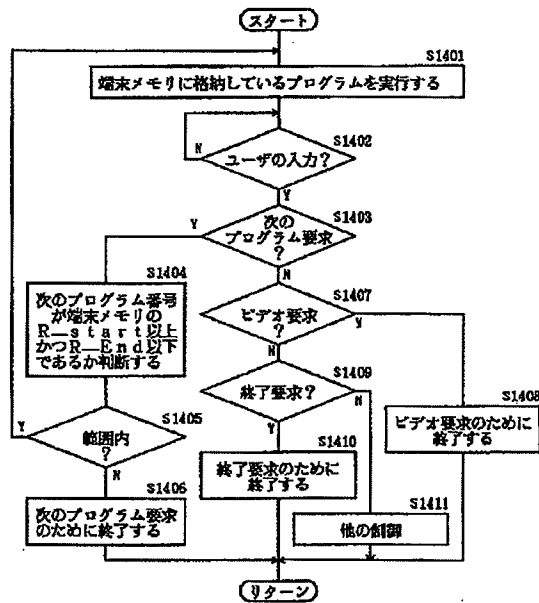 スタート
S1401
端末メモリに格納しているプログラムを実行する
S1402
ユーザの入力?
N
Y
S1403
次の
プログラム要求
?
Y
N
S1404
次のプログラム番号
が端末メモリの
R_start以上
かつR_End以下
であるか判断する
S1407
ビデオ要求
?
Y
N
S1409
終了要求?
N
Y
S1408
ビデオ要求のために
終了する
S1405
範囲内
?
Y
N
S1410
終了要求のために
終了する
S1406
次のプログラム要求
のために終了する
S1411
他の制御
リターン